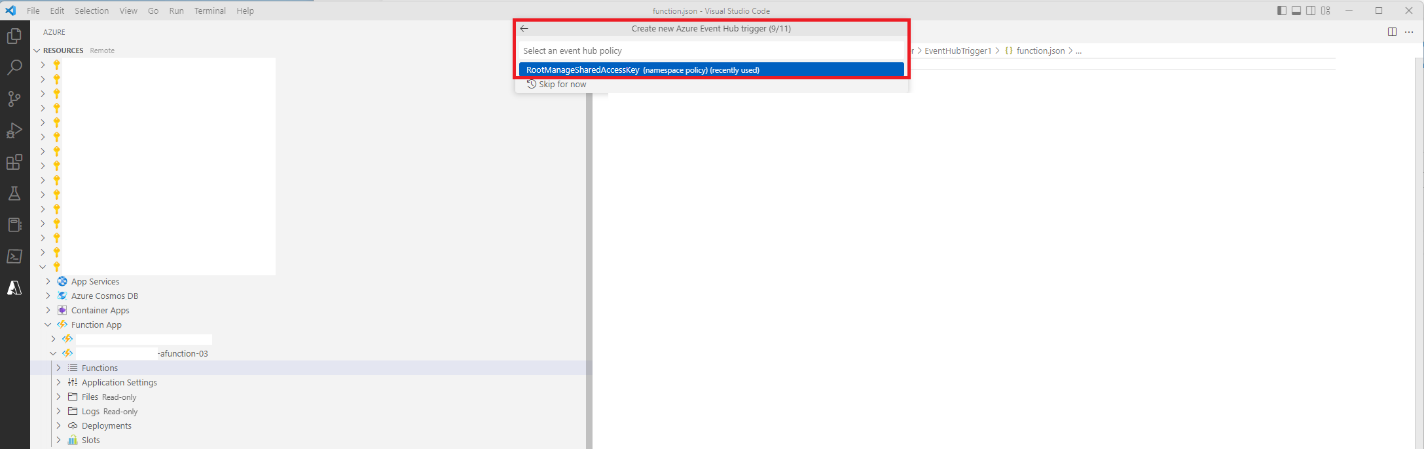 File Edit Selection View Go Run Terminal Help
function.json - Visual Studio Code
AZURE
Create new Azure Event Hub trigger (9/11)
RESOURCES Remote
Select an event hub policy
r > EventHubTrigger1 > {} function.json > ...
RootManageSharedAccessKey (namespace policy) (recently used)
Skip for now
App Services
Azure Cosmos DB
Container Apps
Function App
-afunction-03
Functions
Application Settings
Files Read-only
Logs Read-only
Deployments
Slots